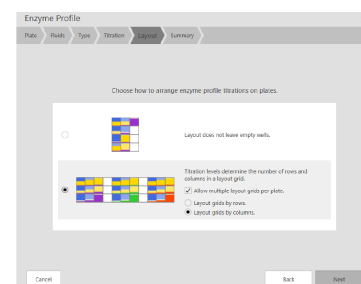 Enzyme Profile
Plate Fluids Type Titration Layout Summary
Choose how to arrange enzyme profile titrations on plates.
Layout does not leave empty wells.
Titration levels determine the number of rows and
columns in a layout grid.
Allow multiple layout grids per plate.
Layout grids by rows.
Layout grids by columns.
Cancel Back Next